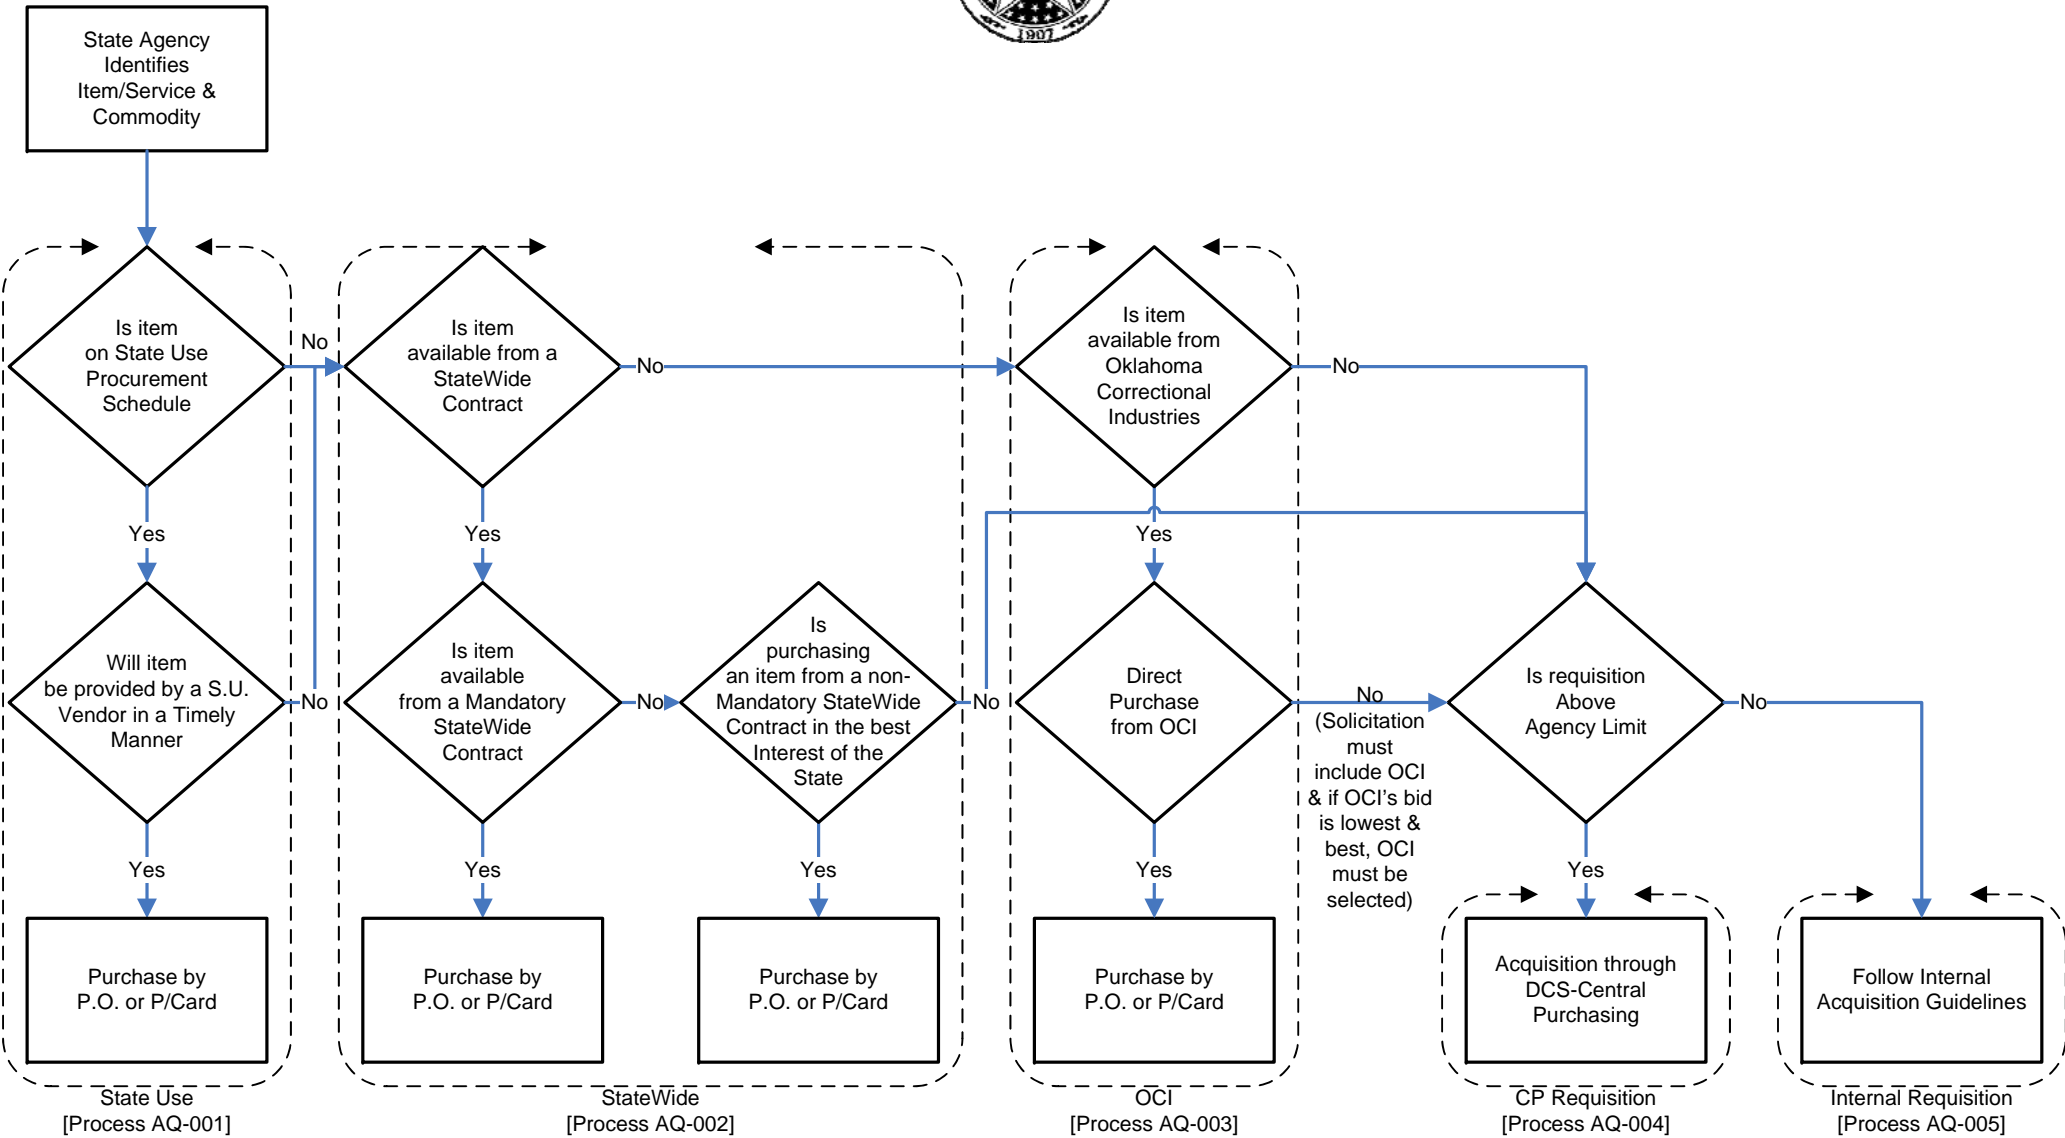 1907
State Agency
Identifies
Item/Service &
Commodity
Is item
on State Use
Procurement
Schedule
No
Is item
available from a
StateWide
Contract
No
Is item
available from
Oklahoma
Correctional
Industries
No
Yes
Yes
Yes
Will item
be provided by a S.U.
Vendor in a Timely
Manner
No
Is item
available
from a Mandatory
StateWide
Contract
No
Is
purchasing
an item from a non-
Mandatory StateWide
Contract in the best
Interest of the
State
No
Direct
Purchase
from OCI
No
(Solicitation
must
include OCI
& if OCI's bid
is lowest &
best, OCI
must be
selected)
Is requisition
Above
Agency Limit
No
Yes
Yes
Yes
Yes
Yes
Purchase by
P.O. or P/Card
Purchase by
P.O. or P/Card
Purchase by
P.O. or P/Card
Purchase by
P.O. or P/Card
Acquisition through
DCS-Central
Purchasing
Follow Internal
Acquisition Guidelines
State Use
[Process AQ-001]
StateWide
[Process AQ-002]
OCI
[Process AQ-003]
CP Requisition
[Process AQ-004]
Internal Requisition
[Process AQ-005]